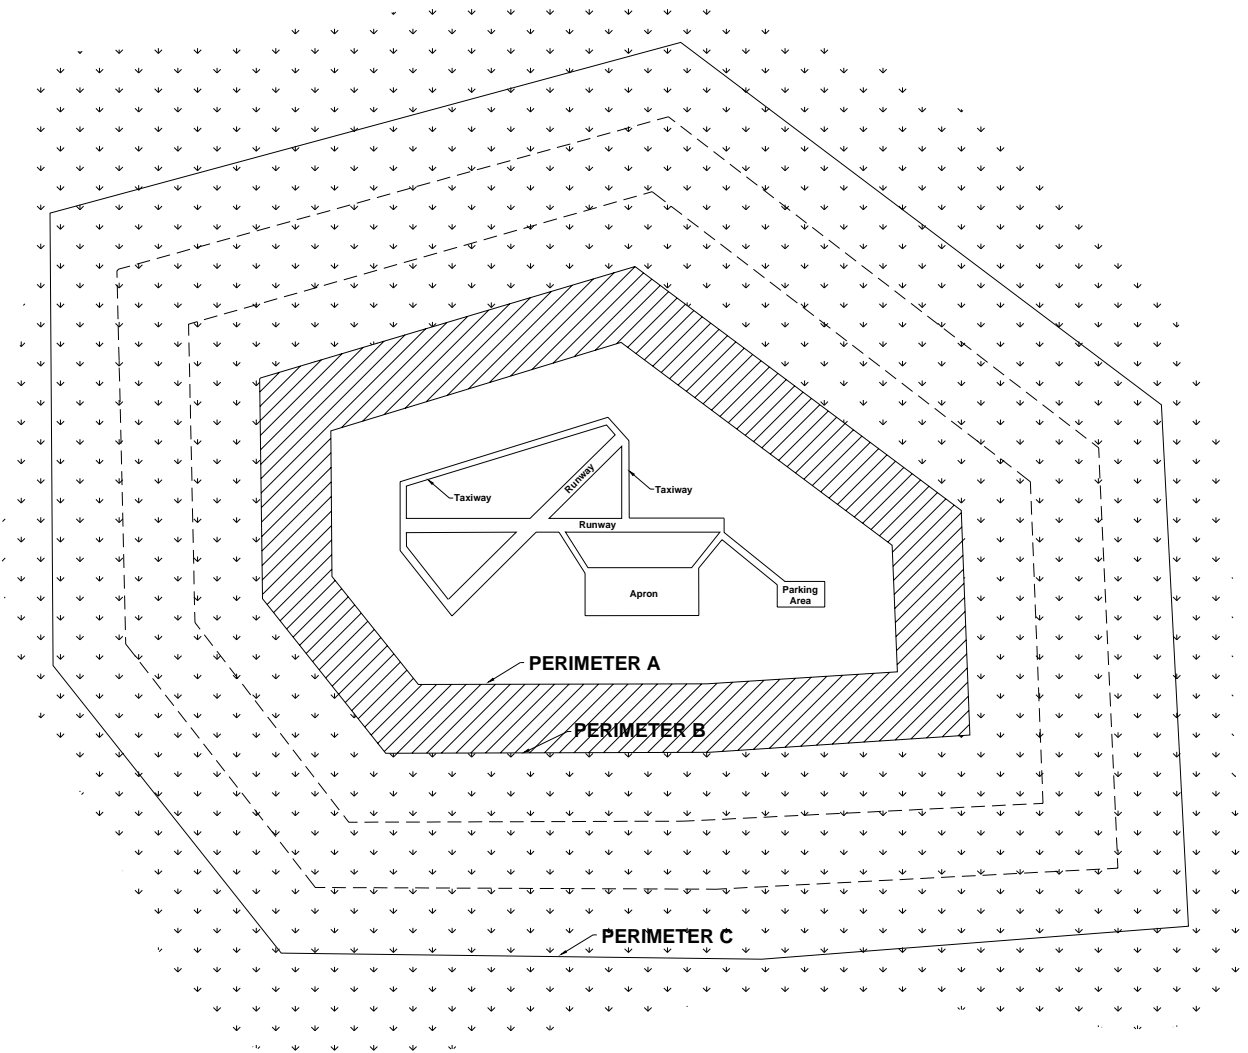 Runway
Taxiway
Taxiway
Runway
Apron
Parking
Area
PERIMETER A
PERIMETER B
PERIMETER C